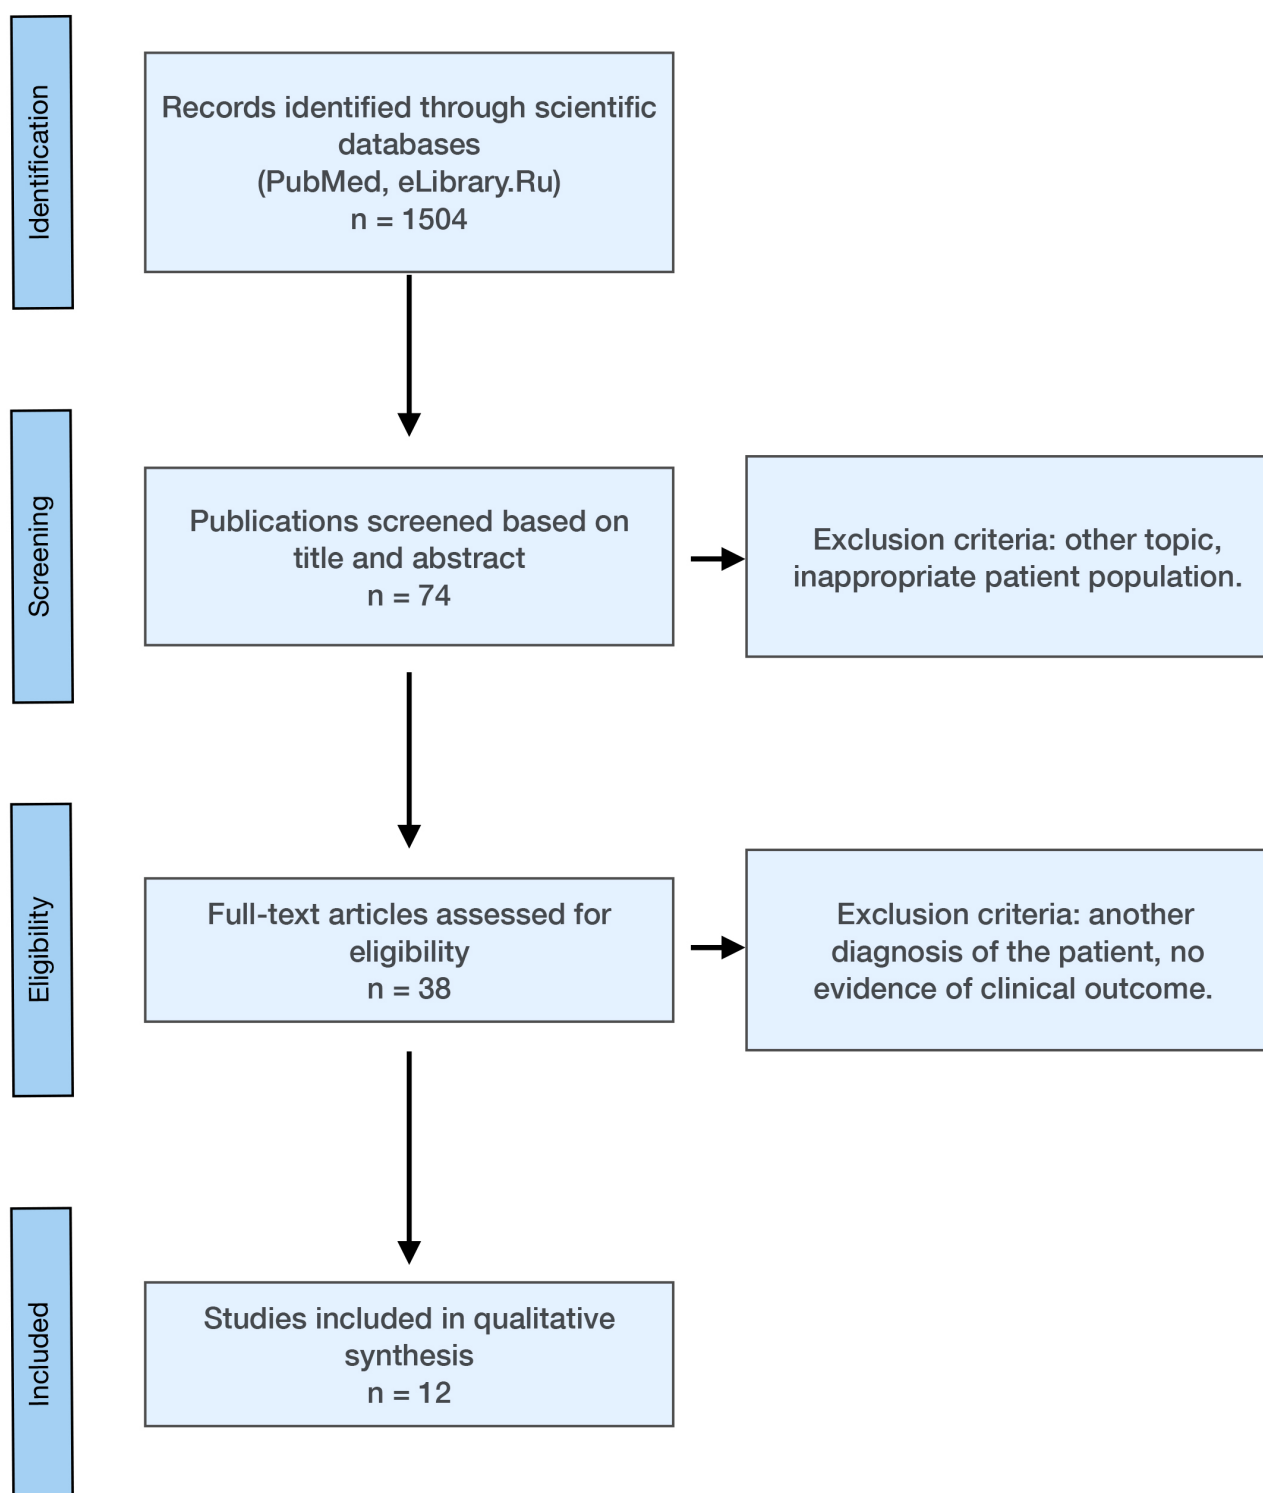 Identification
Records identified through scientific
databases
(PubMed, eLibrary.Ru)
n = 1504
Screening
Publications screened based on
title and abstract
n = 74
Exclusion criteria: other topic,
inappropriate patient population.
Eligibility
Full-text articles assessed for
eligibility
n = 38
Exclusion criteria: another
diagnosis of the patient, no
evidence of clinical outcome.
Included
Studies included in qualitative
synthesis
n = 12